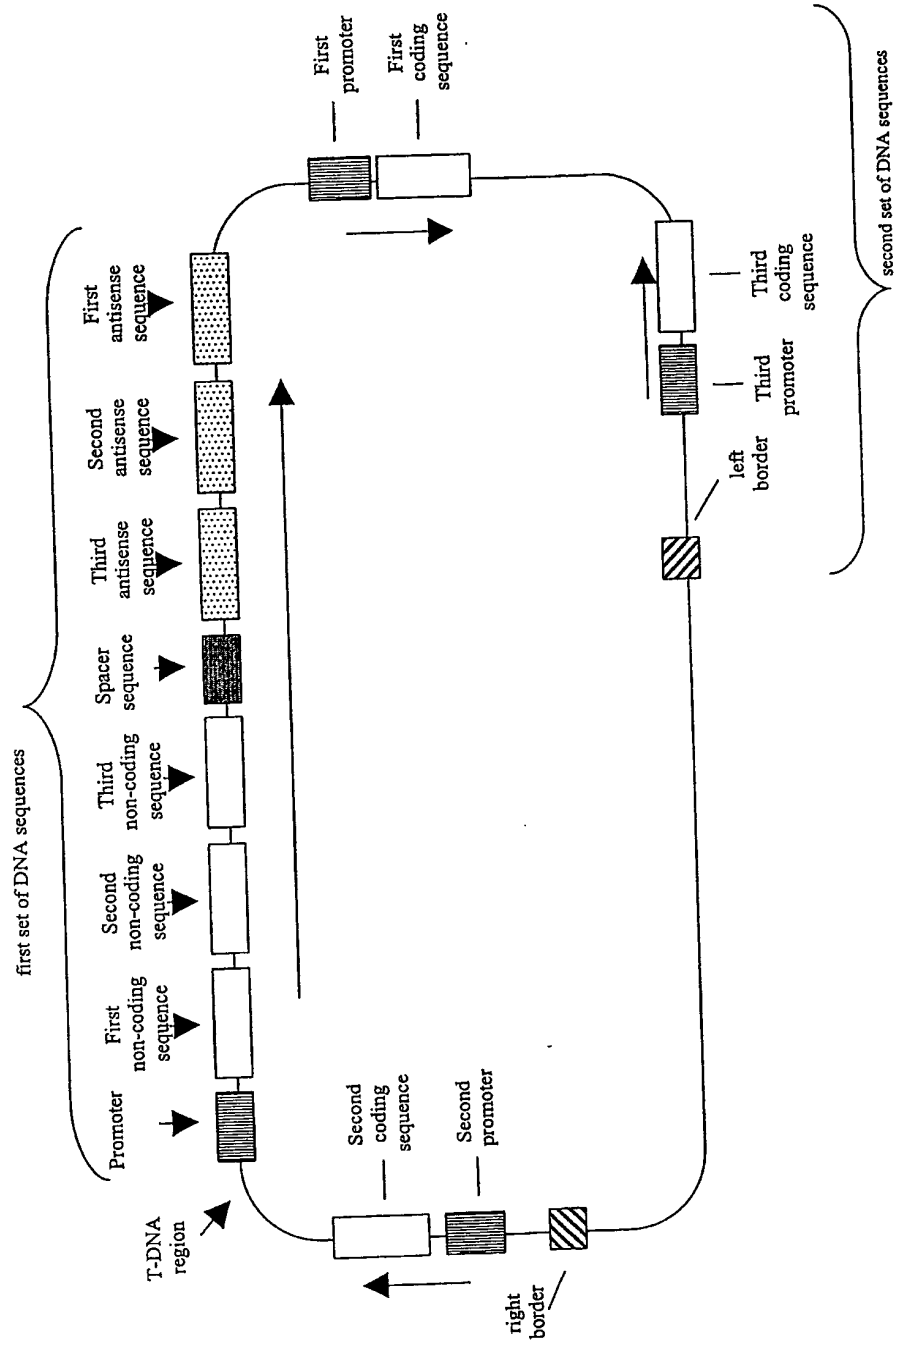 first set of DNA sequences
T-DNA
region
Promoter
First
non-coding
sequence
Second
non-coding
sequence
Third
non-coding
sequence
Spacer
sequence
Third
antisense
sequence
Second
antisense
sequence
First
antisense
sequence
First
promoter
First
coding
sequence
Second
coding
sequence
Second
promoter
right
border
left
border
Third
promoter
Third
coding
sequence
second set of DNA sequences